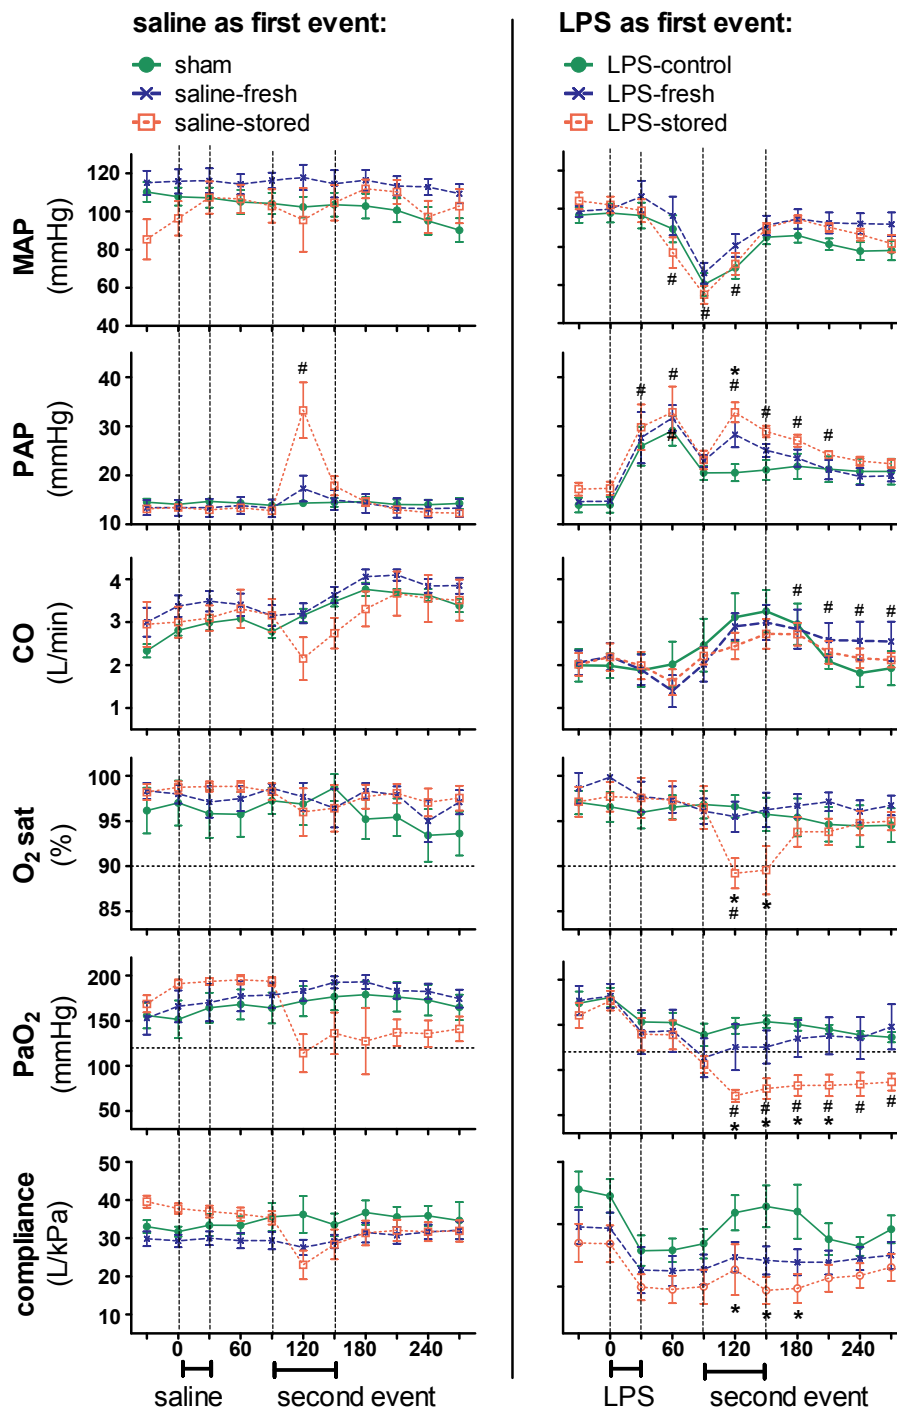 saline as first event:
sham
saline-fresh
saline-stored
LPS as first event:
LPS-control
LPS-fresh
LPS-stored
MAP
(mmHg)
120
100
80
60
40
#
#
#
PAP
(mmHg)
40
30
20
10
#
#
#
#
*
#
#
#
#
CO
(L/min)
4
3
2
1
#
#
#
#
O2 sat
(%)
100
95
90
85
*
#
*
PaO2
(mmHg)
200
150
100
50
# # # # # #
* * * *
compliance
(L/kPa)
50
40
30
20
10
* * *
0 60 120 180 240
saline
second event
0 60 120 180 240
LPS
second event